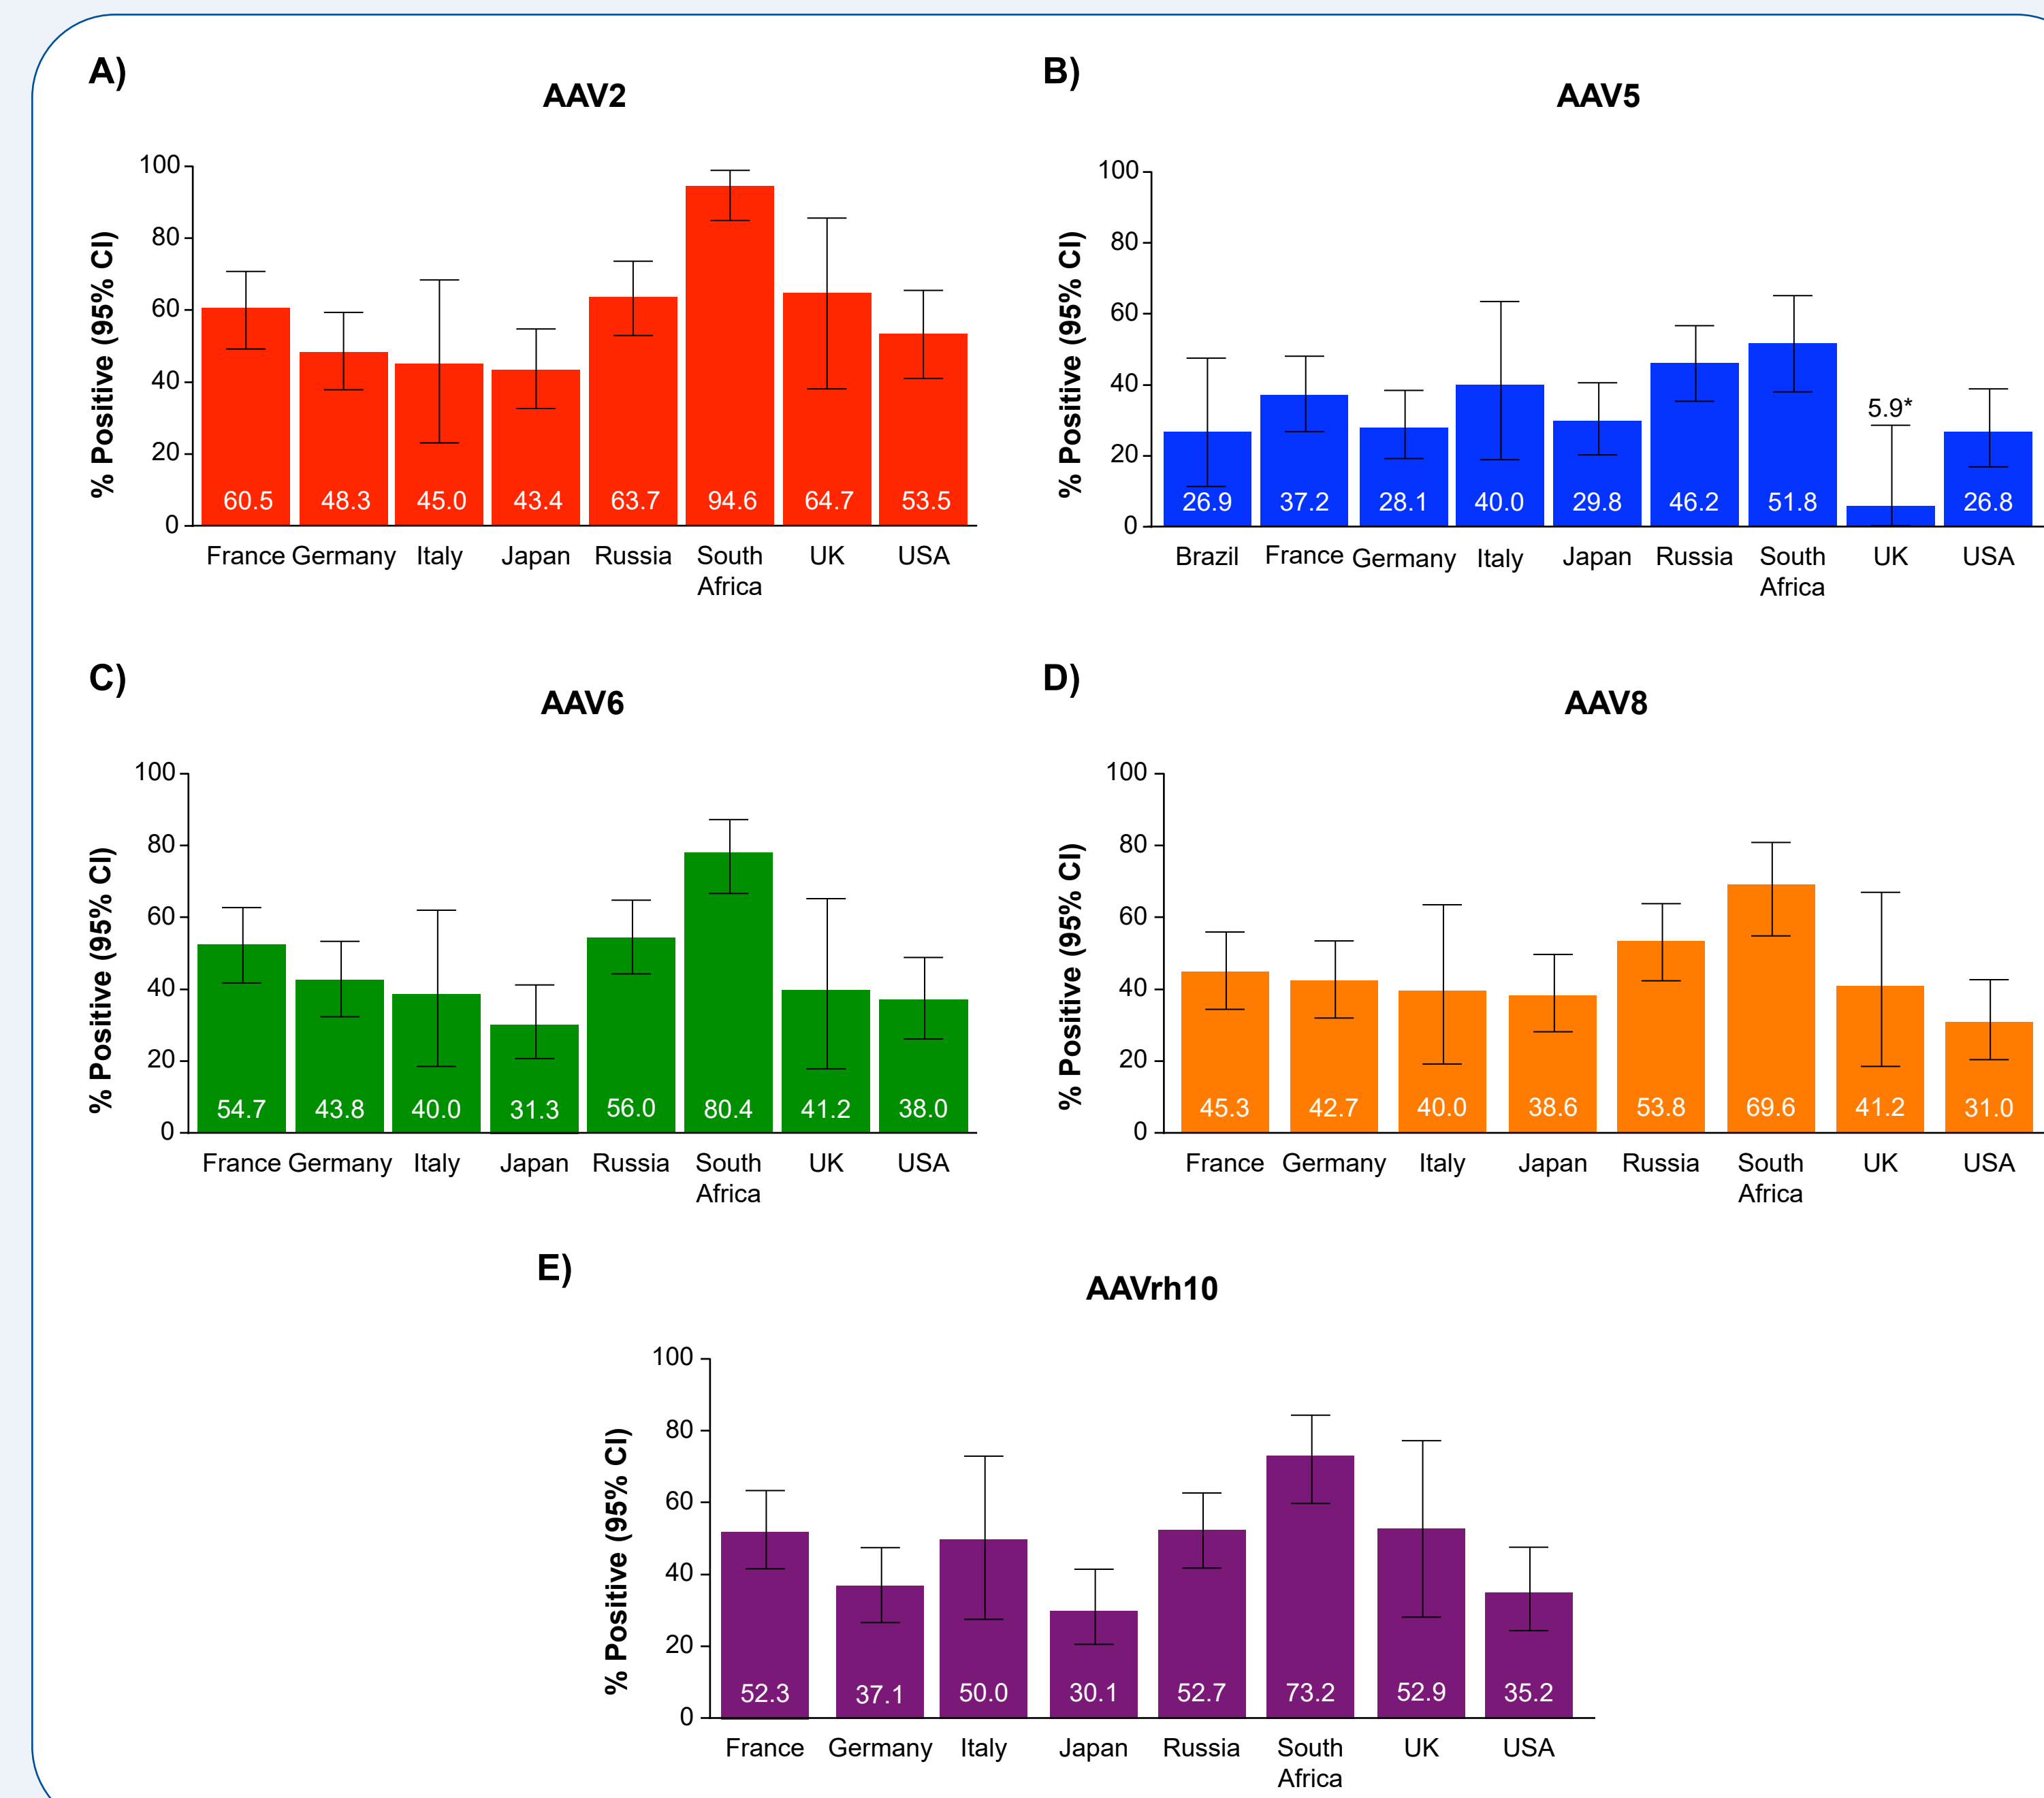 A)
AAV2
% Positive (95% CI)
100
80
60
40
20
0
60.5 48.3 45.0 43.4 63.7 94.6 64.7 53.5
France Germany Italy Japan Russia South Africa UK USA
B)
AAV5
% Positive (95% CI)
100
80
60
40
20
0
5.9*
26.9 37.2 28.1 40.0 29.8 46.2 51.8 26.8
Brazil France Germany Italy Japan Russia South Africa UK USA
C)
AAV6
% Positive (95% CI)
100
80
60
40
20
0
54.7 43.8 40.0 31.3 56.0 80.4 41.2 38.0
France Germany Italy Japan Russia South Africa UK USA
D)
AAV8
% Positive (95% CI)
100
80
60
40
20
0
45.3 42.7 40.0 38.6 53.8 69.6 41.2 31.0
France Germany Italy Japan Russia South Africa UK USA
E)
AAVrh10
% Positive (95% CI)
100
80
60
40
20
0
52.3 37.1 50.0 30.1 52.7 73.2 52.9 35.2
France Germany Italy Japan Russia South Africa UK USA